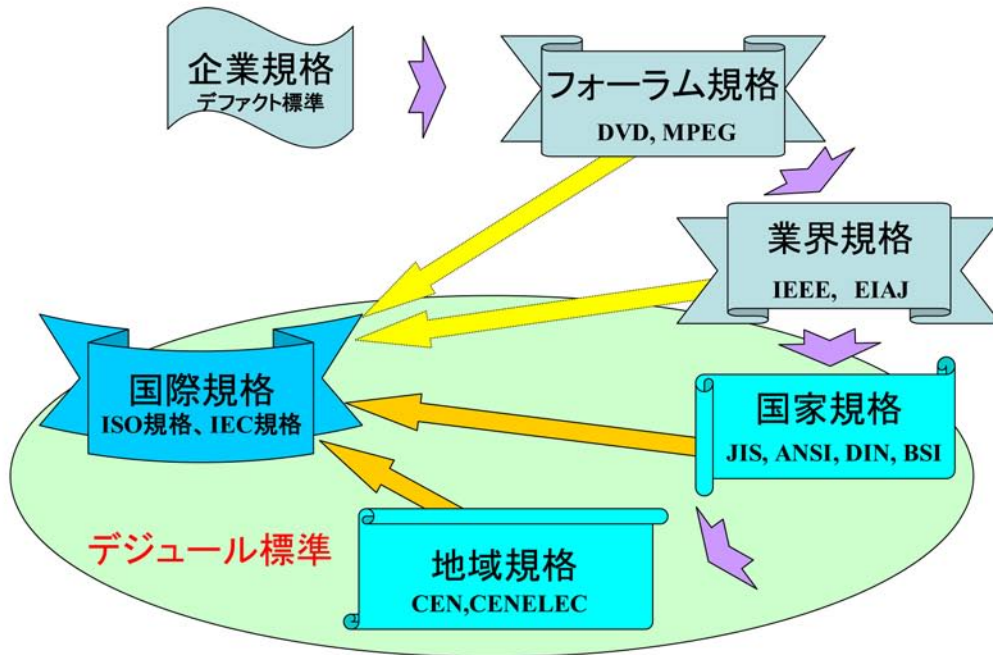 企業規格
デファクト標準
フォーラム規格
DVD, MPEG
業界規格
IEEE, EIAJ
国際規格
ISO規格、IEC規格
国家規格
JIS, ANSI, DIN, BSI
デジュール標準
地域規格
CEN,CENELEC